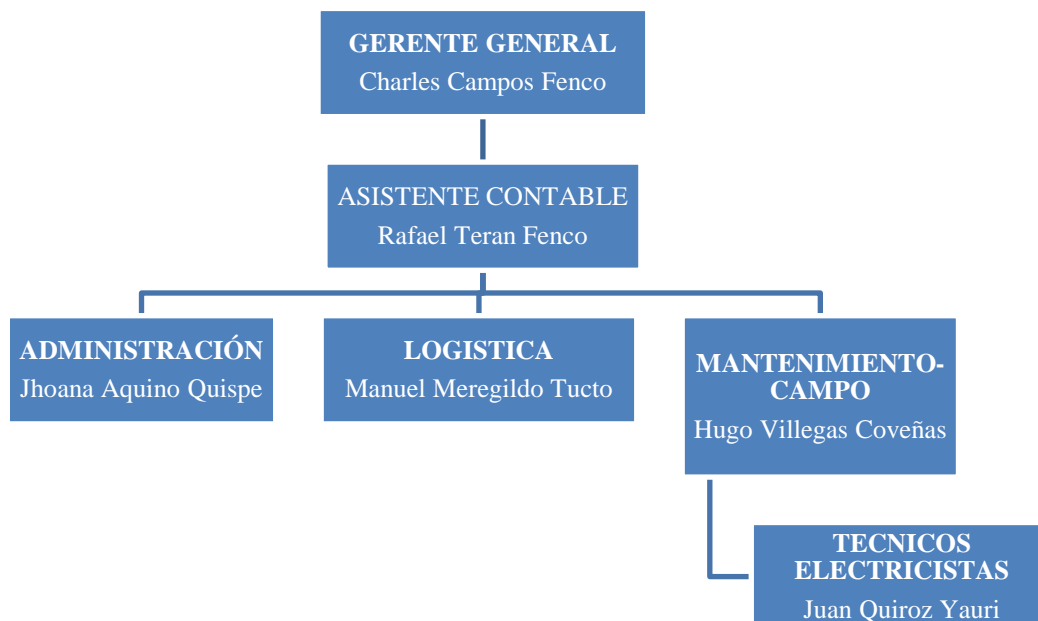 GERENTE GENERAL
Charles Campos Fenco
ASISTENTE CONTABLE
Rafael Teran Fenco
ADMINISTRACIÓN
Jhoana Aquino Quispe
LOGISTICA
Manuel Meregildo Tucto
MANTENIMIENTO-
CAMPO
Hugo Villegas Coveñas
TECNICOS
ELECTRICISTAS
Juan Quiroz Yauri